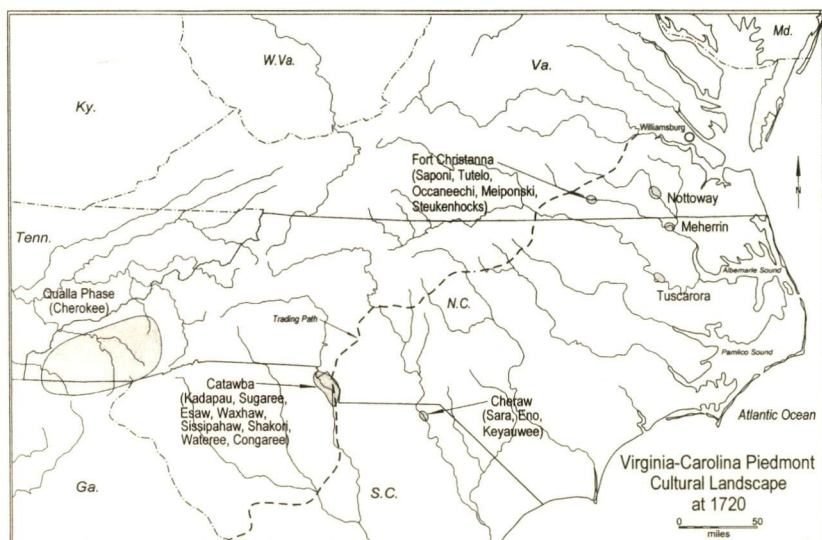 Md.
W.Va.
Va.
Ky.
Williamsburg
Fort Christanna
(Saponi, Tutelo,
Occaneechi, Meiponski,
Steukenhocks)
N
Nottoway
Meherrin
Tenn.
Albemarle Sound
Qualla Phase
(Cherokee)
Tuscarora
N.C.
Trading Path
Pamlico Sound
Catawba
(Kadapau, Sugaree,
Esaw, Waxhaw,
Sissipahaw, Shakori,
Wateree, Congaree)
Cheraw
(Sara, Eno,
Keyauwee)
Atlantic Ocean
Ga.
S.C.
Virginia-Carolina Piedmont
Cultural Landscape
at 1720
0 50
miles